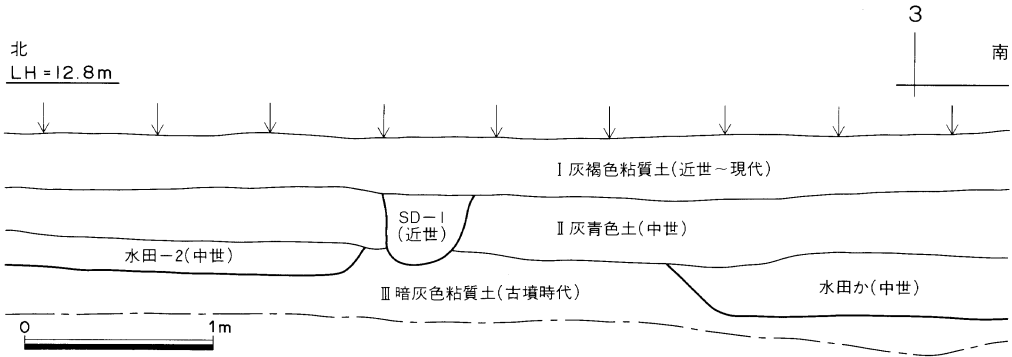 3
北
南
LH=12.8m
I 灰褐色粘質土(近世～現代)
SD-1
(近世)
II 灰青色土(中世)
水田-2(中世)
III 暗灰色粘質土(古墳時代)
水田か(中世)
0 1m